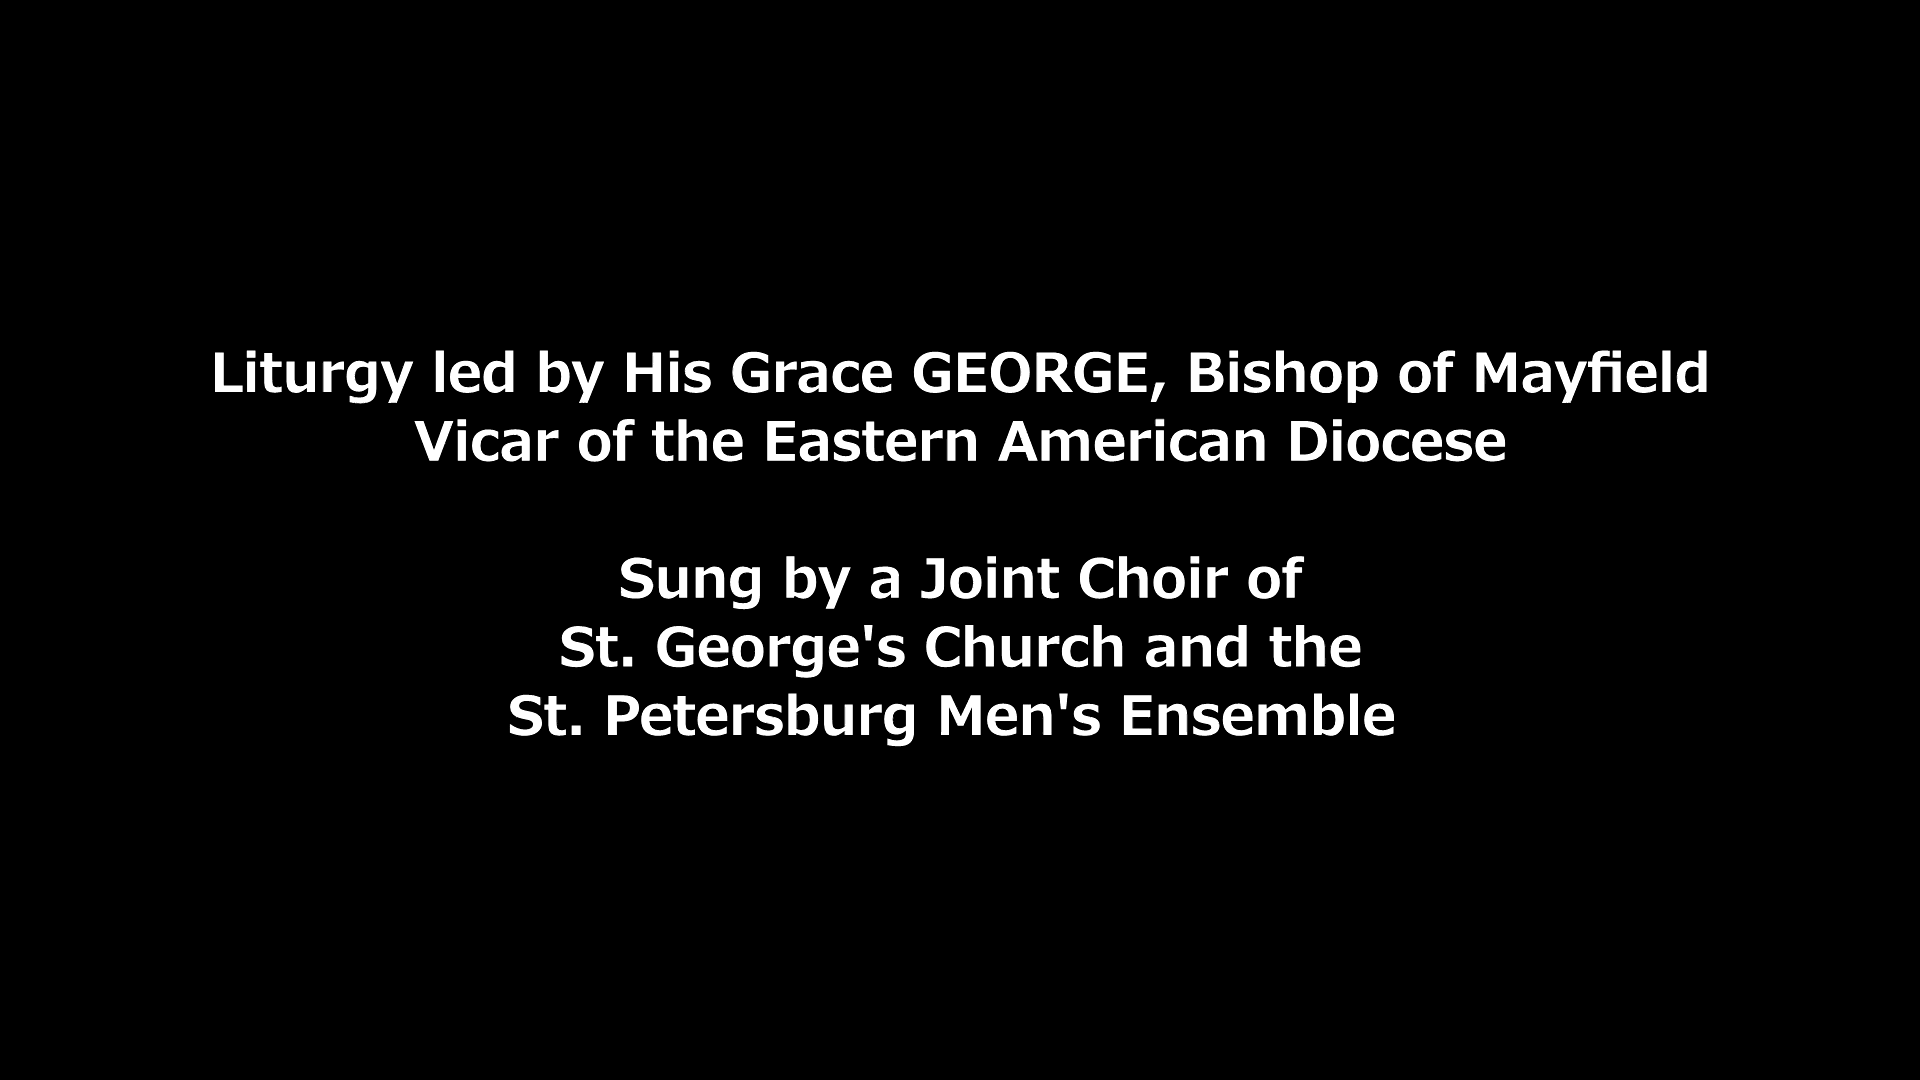 Liturgy led by His Grace GEORGE, Bishop of Mayfield
Vicar of the Eastern American Diocese
Sung by a Joint Choir of
St. George's Church and the
St. Petersburg Men's Ensemble